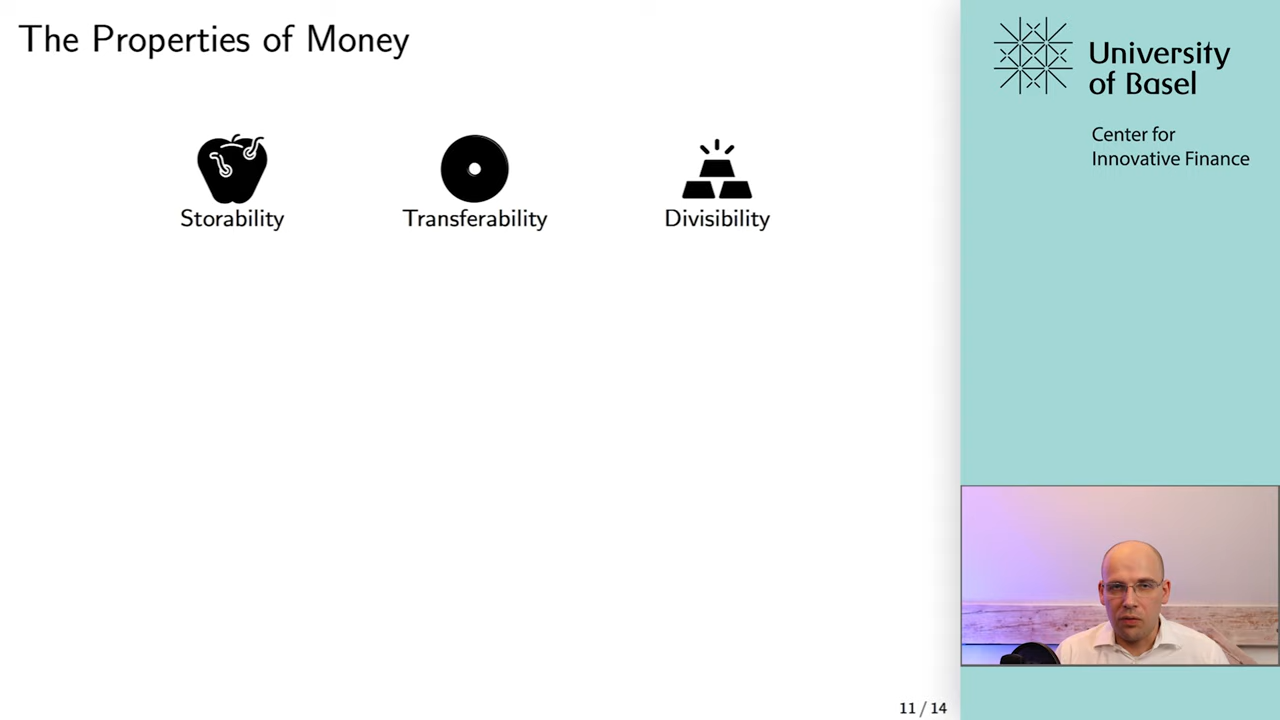 The Properties of Money
Storability
Transferability
Divisibility
University
of Basel
Center for
Innovative Finance
11 / 14